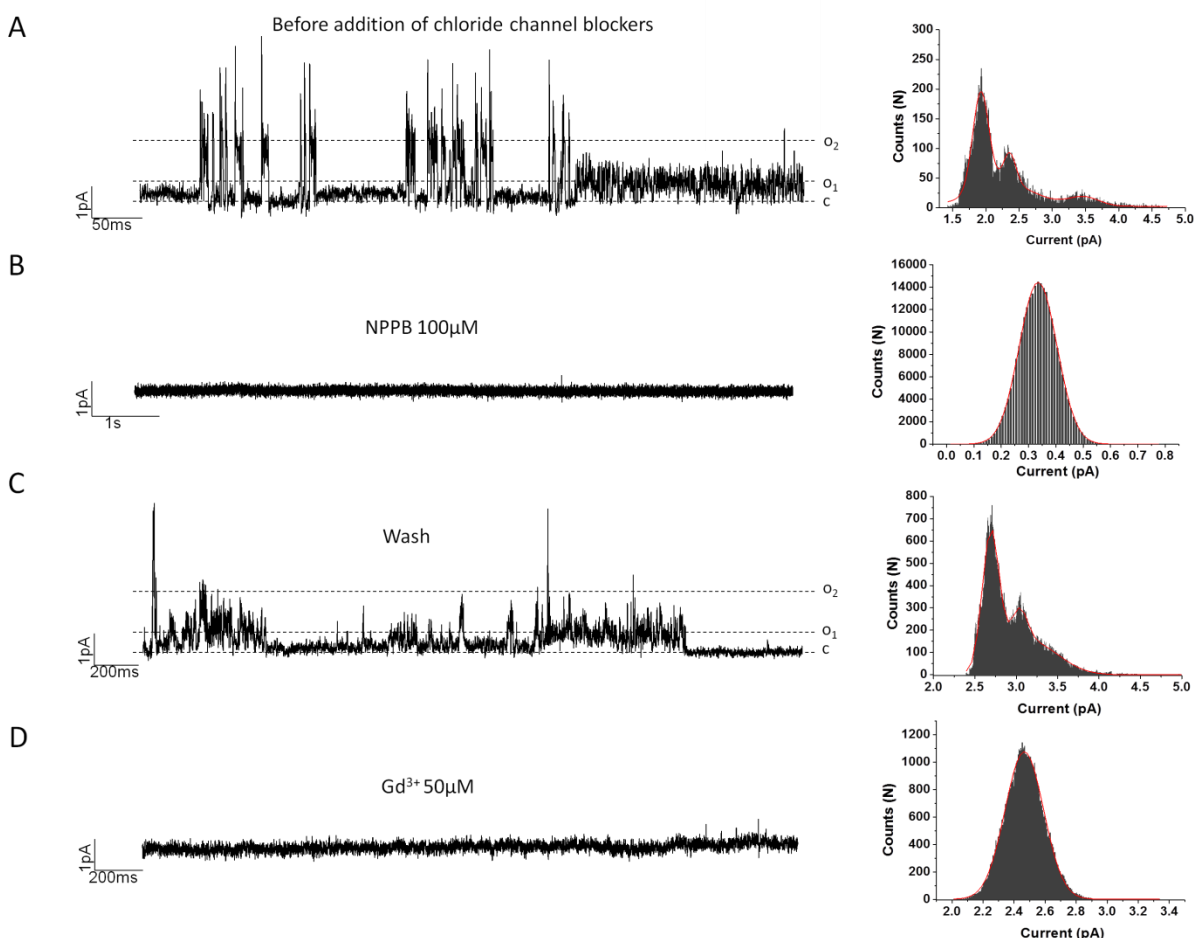 A
Before addition of chloride channel blockers
O₂
O₁
C
1pA
50ms
300
250
200
150
100
50
0
Counts (N)
1.5 2.0 2.5 3.0 3.5 4.0 4.5 5.0
Current (pA)
B
NPPB 100µM
1pA
1s
16000
14000
12000
10000
8000
6000
4000
2000
0
Counts (N)
0.0 0.1 0.2 0.3 0.4 0.5 0.6 0.7 0.8
Current (pA)
C
Wash
O₂
O₁
C
1pA
200ms
800
700
600
500
400
300
200
100
0
Counts (N)
2.0 2.5 3.0 3.5 4.0 4.5 5.0
Current (pA)
D
Gd³⁺ 50µM
1pA
200ms
1200
1000
800
600
400
200
0
Counts (N)
2.0 2.2 2.4 2.6 2.8 3.0 3.2 3.4
Current (pA)